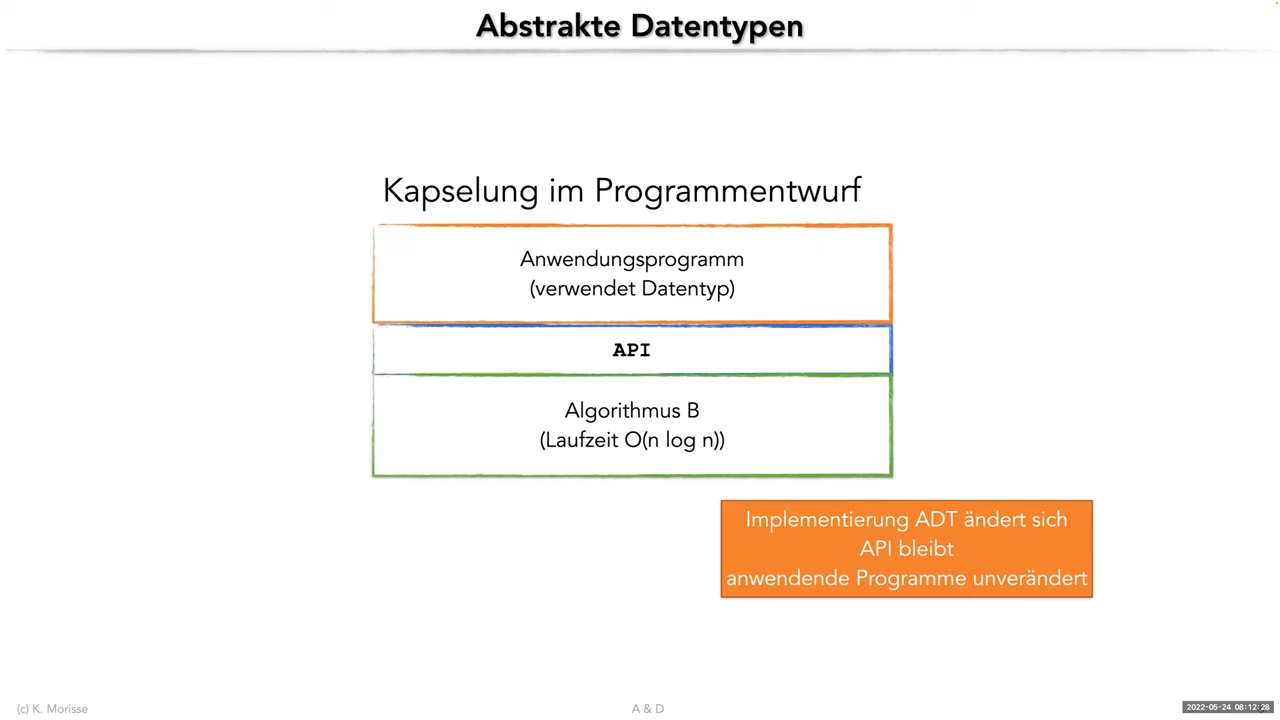 Abstrakte Datentypen
Kapselung im Programmentwurf
Anwendungsprogramm
(verwendet Datentyp)
API
Algorithmus B
(Laufzeit O(n log n))
Implementierung ADT ändert sich
API bleibt
anwendende Programme unverändert
(c) K. Morisse
A & D
2022-05-24 08:12:28